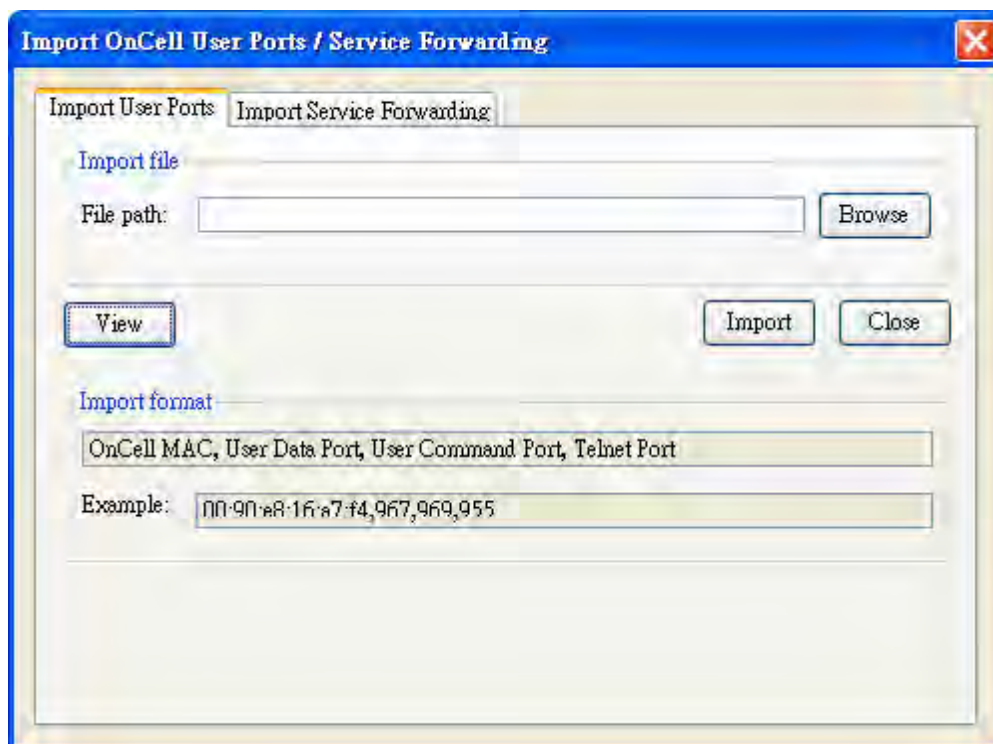 Import OnCell User Ports / Service Forwarding
Import User Ports
Import Service Forwarding
Import file
File path:
Browse
View
Import
Close
Import format
OnCell MAC, User Data Port, User Command Port, Telnet Port
Example:
00:90:e8:16:a7:f4,967,969,955